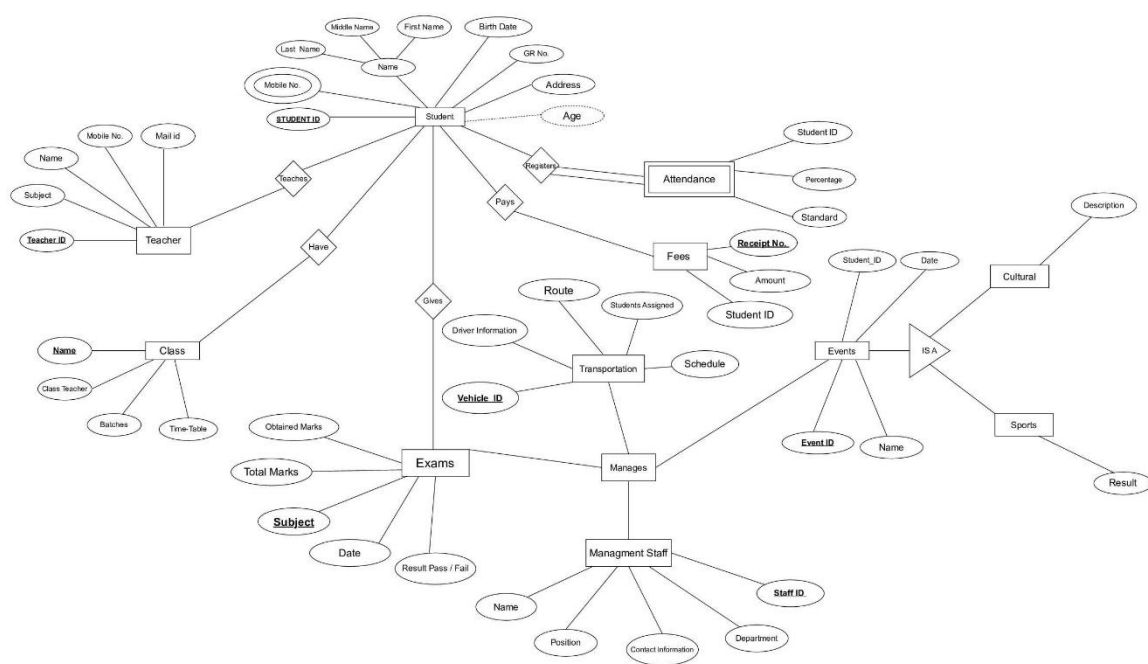 Middle Name
First Name
Birth Date
Last Name
Name
GR No.
Mobile No.
Address
STUDENT ID
Student
Age
Mobile No.
Mail id
Student ID
Name
Teaches
Registers
Attendance
Percentage
Subject
Pays
Standard
Description
Teacher ID
Teacher
Have
Fees
Receipt No.
Student_ID
Date
Cultural
Amount
Route
Students Assigned
Student ID
Gives
Driver Information
Name
Class
Transportation
Schedule
Events
IS A
Class Teacher
Vehicle_ID
Batches
Time-Table
Obtained Marks
Event ID
Name
Sports
Total Marks
Exams
Manages
Result
Subject
Date
Result Pass / Fail
Managment Staff
Name
Staff ID
Position
Contact Information
Department